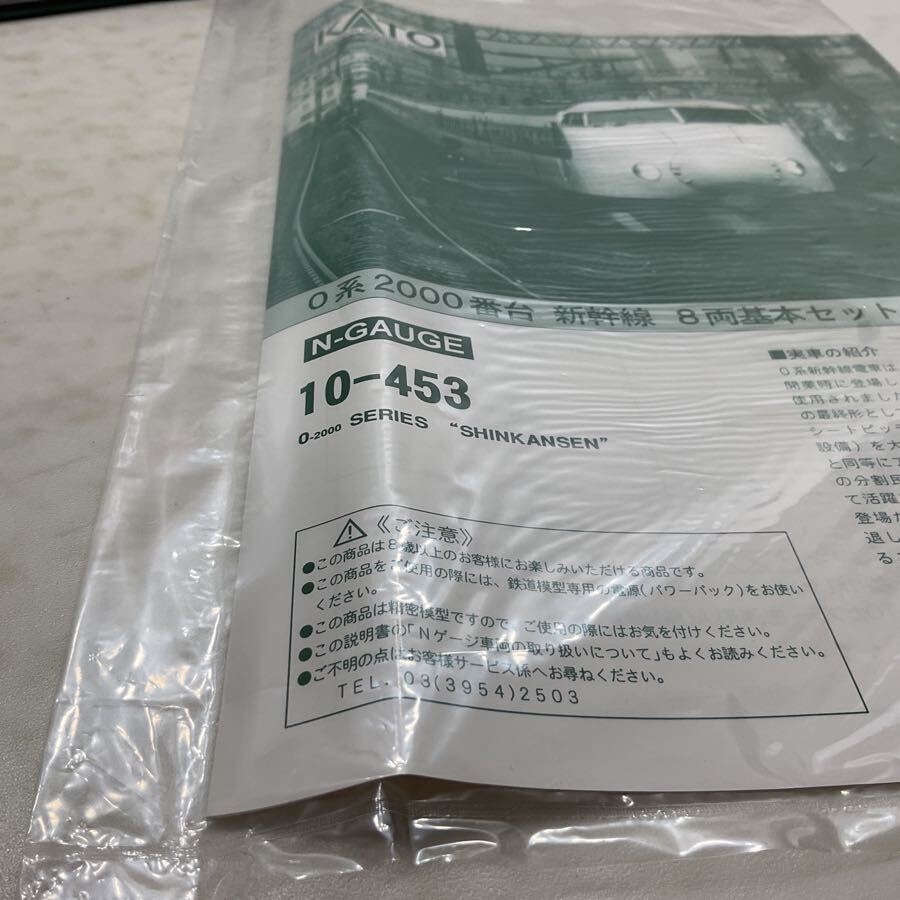 KATO
0系2000番台 新幹線 8両基本セット
N-GAUGE
10-453
0-2000 SERIES “SHINKANSEN”
■実車の紹介
0系新幹線電車は
開業時に登場し
使用されました
の最終形とし
シートピッチ
設備）を大
と同等に
の分割民
て活躍
登場
退し
る
⚠《ご注意》
●この商品は8歳以上のお客様にお楽しみいただける商品です。
●この商品をご使用の際には、鉄道模型専用の電源(パワーパック)をお使い
ください。
●この商品は精密模型ですので、ご使用の際にはお気を付けください。
●この説明書の「Nゲージ車両の取り扱いについて」もよくお読みください。
●ご不明の点はお客様サービス係へお尋ねください。
TEL. 03(3954)2503